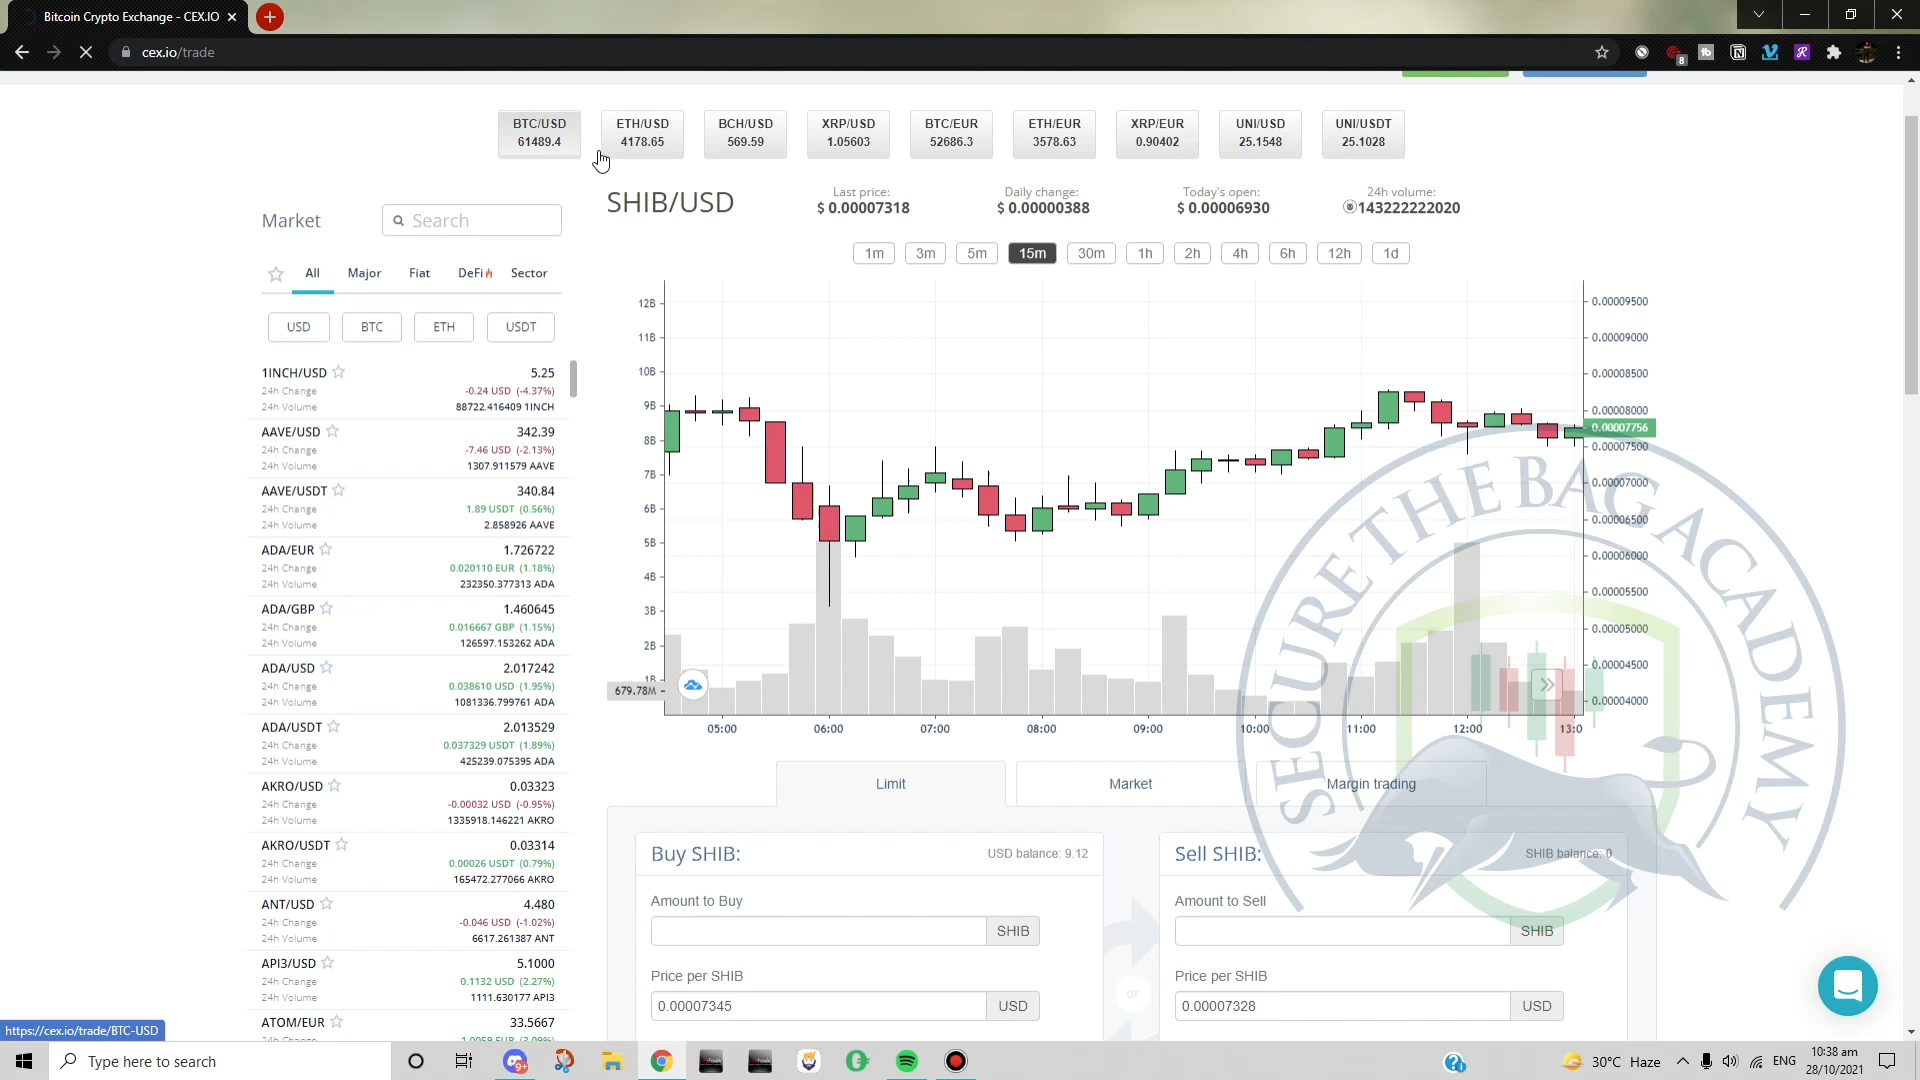 Bitcoin Crypto Exchange - CEX.IO
cex.io/trade
8
BTC/USD
61489.4
ETH/USD
4178.65
BCH/USD
569.59
XRP/USD
1.05603
BTC/EUR
52686.3
ETH/EUR
3578.63
XRP/EUR
0.90402
UNI/USD
25.1548
UNI/USDT
25.1028
SHIB/USD
Last price:
$ 0.00007318
Daily change:
$ 0.00000388
Today's open:
$ 0.00006930
24h volume:
143222222020
Market
Search
All Major Fiat DeFi Sector
USD BTC ETH USDT
1INCH/USD 5.25
24h Change -0.24 USD (-4.37%)
24h Volume 88722.416409 1INCH
AAVE/USD 342.39
24h Change -7.46 USD (-2.13%)
24h Volume 1307.911579 AAVE
AAVE/USDT 340.84
24h Change 1.89 USDT (0.56%)
24h Volume 2.858926 AAVE
ADA/EUR 1.726722
24h Change 0.020110 EUR (1.18%)
24h Volume 232350.377313 ADA
ADA/GBP 1.460645
24h Change 0.016667 GBP (1.15%)
24h Volume 126597.153262 ADA
ADA/USD 2.017242
24h Change 0.038610 USD (1.95%)
24h Volume 1081336.799761 ADA
ADA/USDT 2.013529
24h Change 0.037329 USDT (1.89%)
24h Volume 425239.075395 ADA
AKRO/USD 0.03323
24h Change -0.00032 USD (-0.95%)
24h Volume 1335918.146221 AKRO
AKRO/USDT 0.03314
24h Change 0.00026 USDT (0.79%)
24h Volume 165472.277066 AKRO
ANT/USD 4.480
24h Change -0.046 USD (-1.02%)
24h Volume 6617.261387 ANT
API3/USD 5.1000
24h Change 0.1132 USD (2.27%)
24h Volume 1111.630177 API3
ATOM/EUR 33.5667
1m 3m 5m 15m 30m 1h 2h 4h 6h 12h 1d
12B
11B
10B
9B
8B
7B
6B
5B
4B
3B
2B
1B
679.78M
0.00009500
0.00009000
0.00008500
0.00008000
0.00007756
0.00007500
0.00007000
0.00006500
0.00006000
0.00005500
0.00005000
0.00004500
0.00004000
05:00 06:00 07:00 08:00 09:00 10:00 11:00 12:00 13:0
SECURE THE BAG ACADEMY
Limit Market Margin trading
Buy SHIB: USD balance: 9.12
Amount to Buy
SHIB
Price per SHIB
0.00007345 USD
or
Sell SHIB: SHIB balance: 0
Amount to Sell
SHIB
Price per SHIB
0.00007328 USD
https://cex.io/trade/BTC-USD
Type here to search
9+
30°C Haze
ENG
10:38 am
28/10/2021